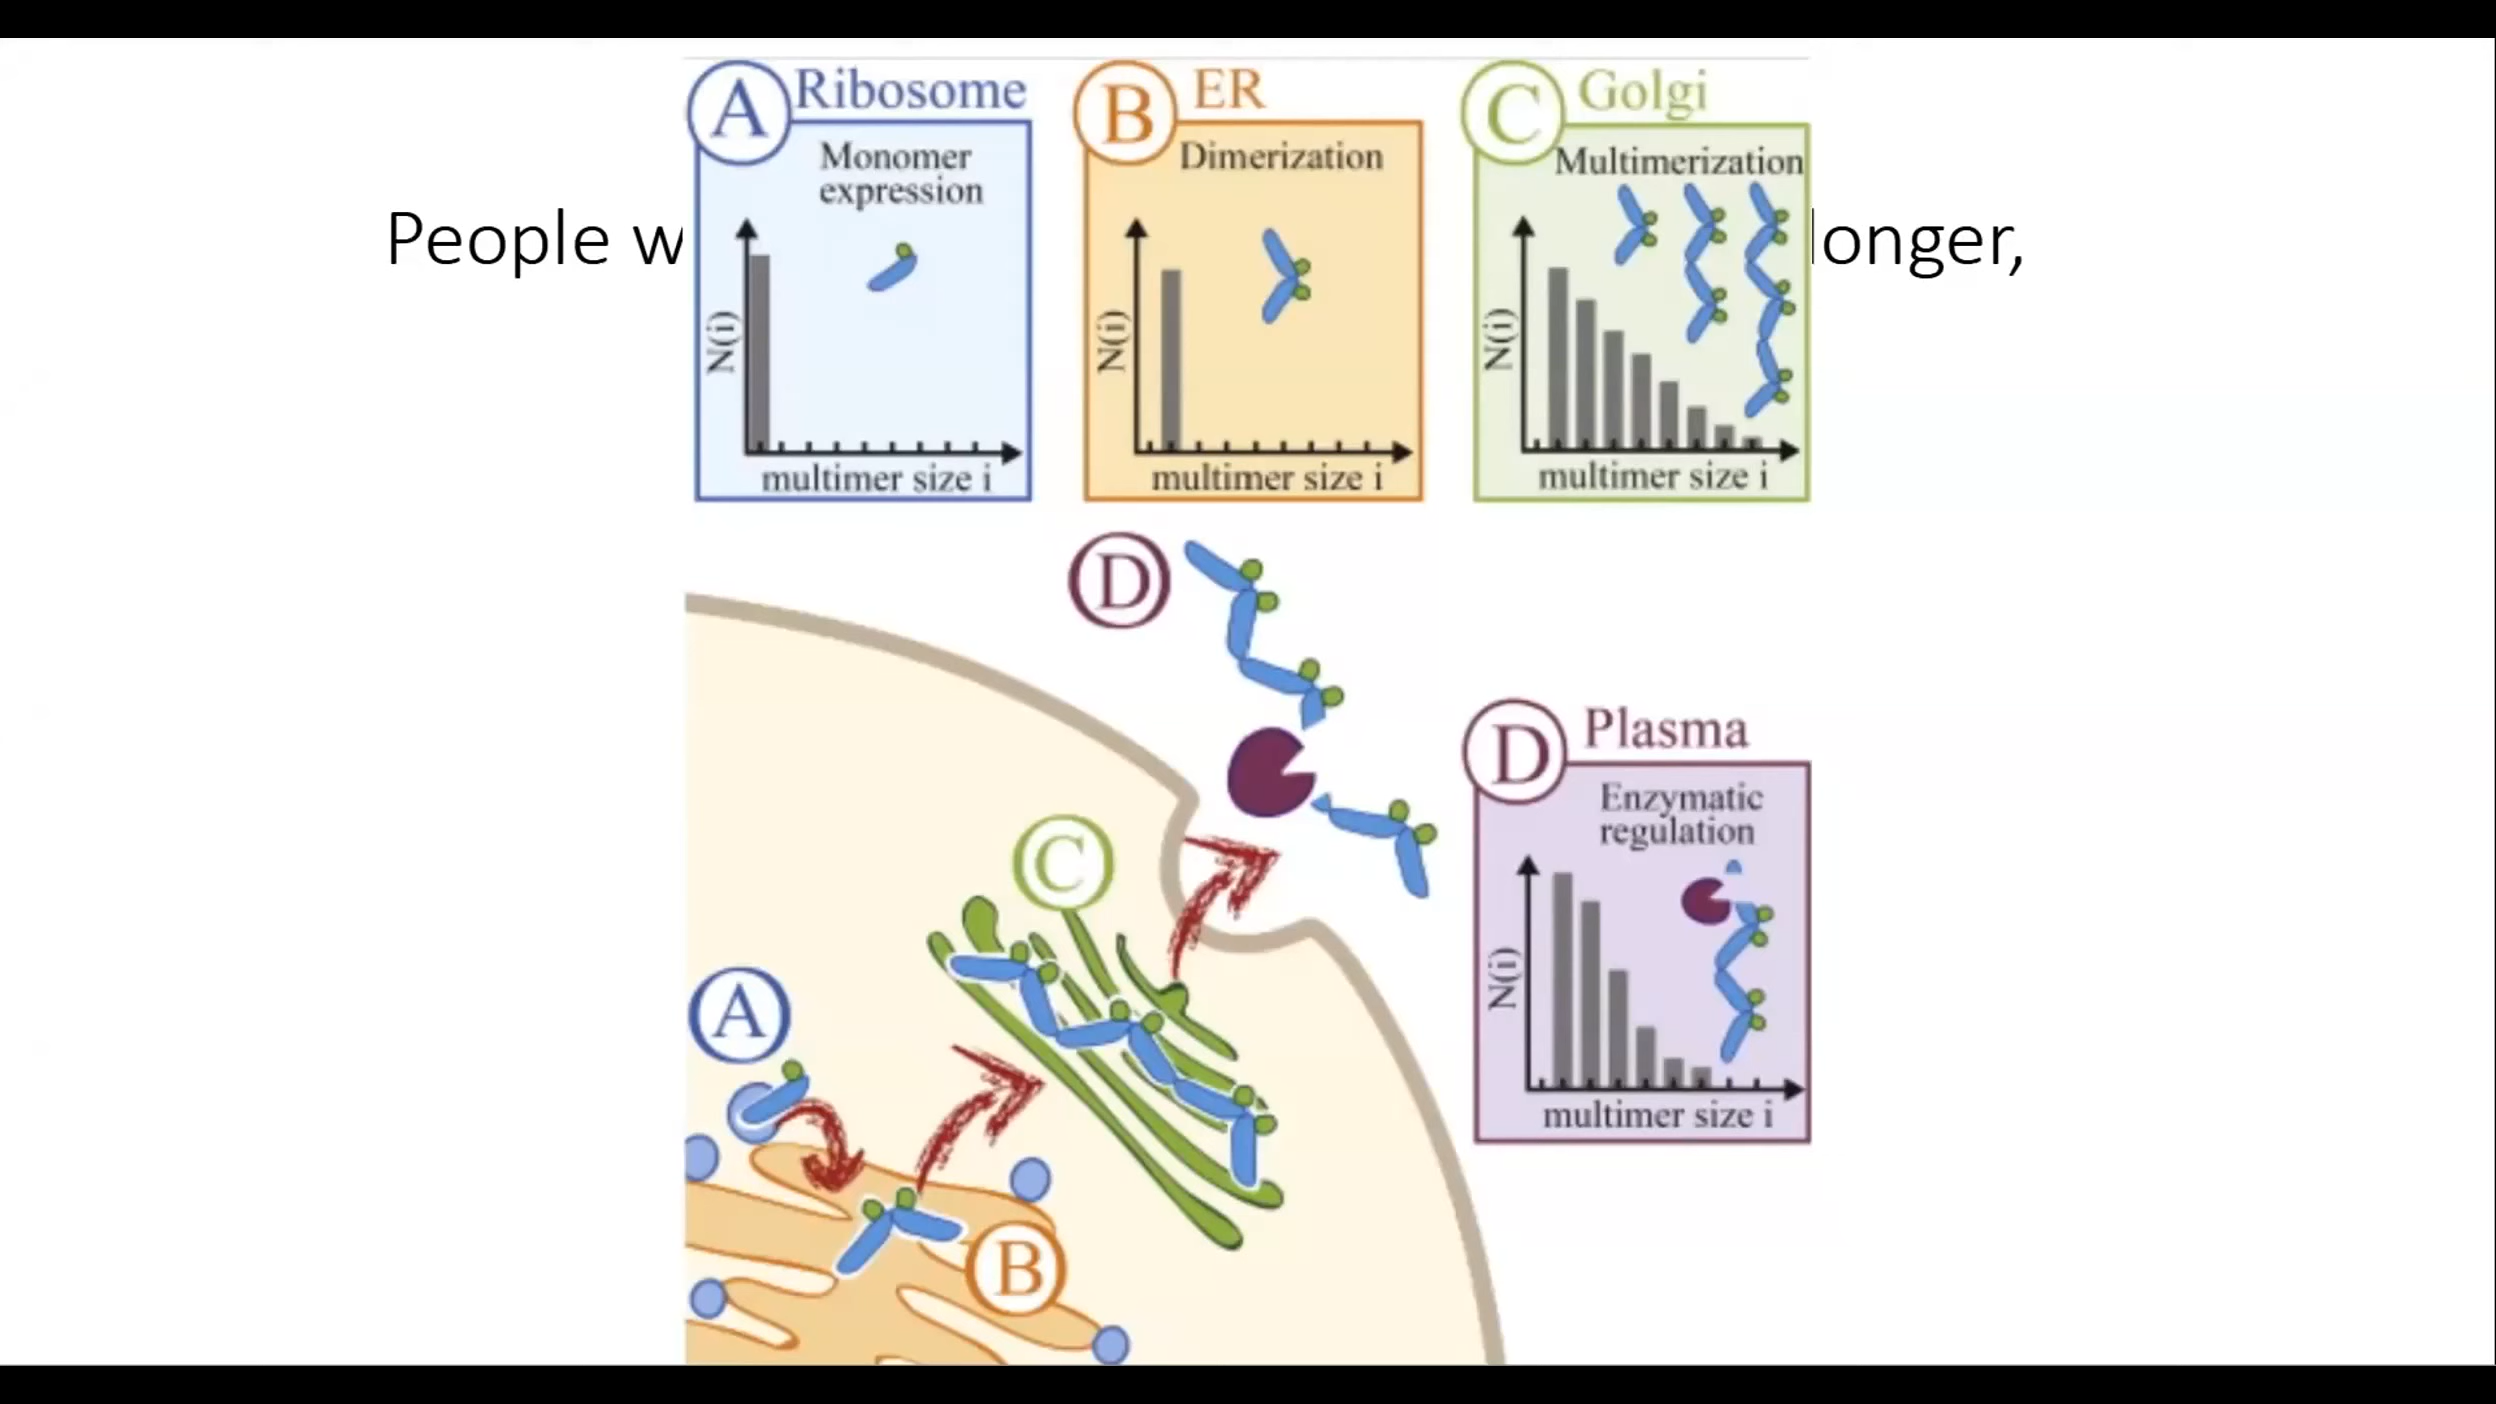 A Ribosome
Monomer
expression
N(i)
multimer size i
B ER
Dimerization
N(i)
multimer size i
C Golgi
Multimerization
N(i)
multimer size i
People w
longer,
D
D Plasma
Enzymatic
regulation
N(i)
multimer size i
C
A
B